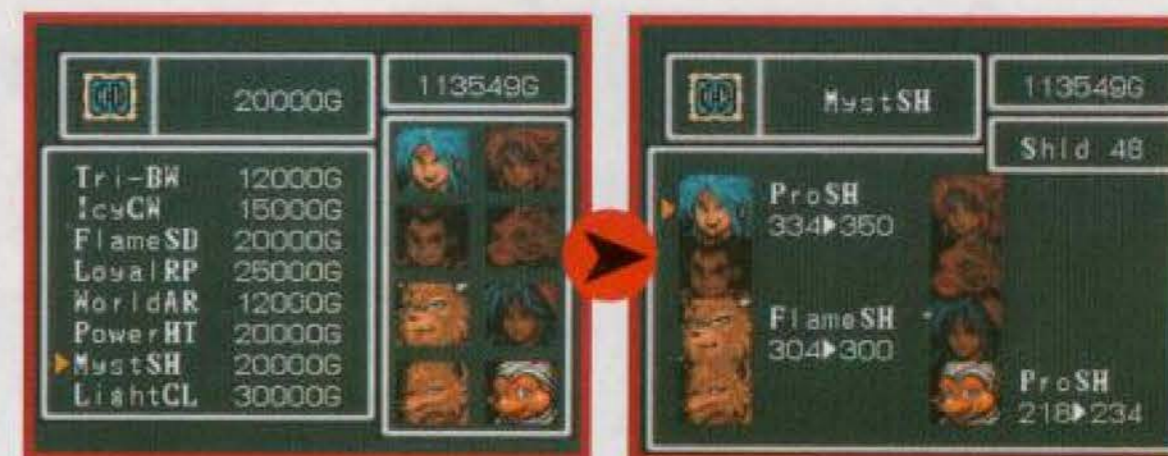 20000G
113549G
Tri-BW 12000G
IcyCW 15000G
FlameSD 20000G
LoyalRP 25000G
WorldAR 12000G
PowerHT 20000G
MystSH 20000G
LightCL 30000G
MystSH
113549G
Shld 48
ProSH
334▶350
FlameSH
304▶300
ProSH
218▶234